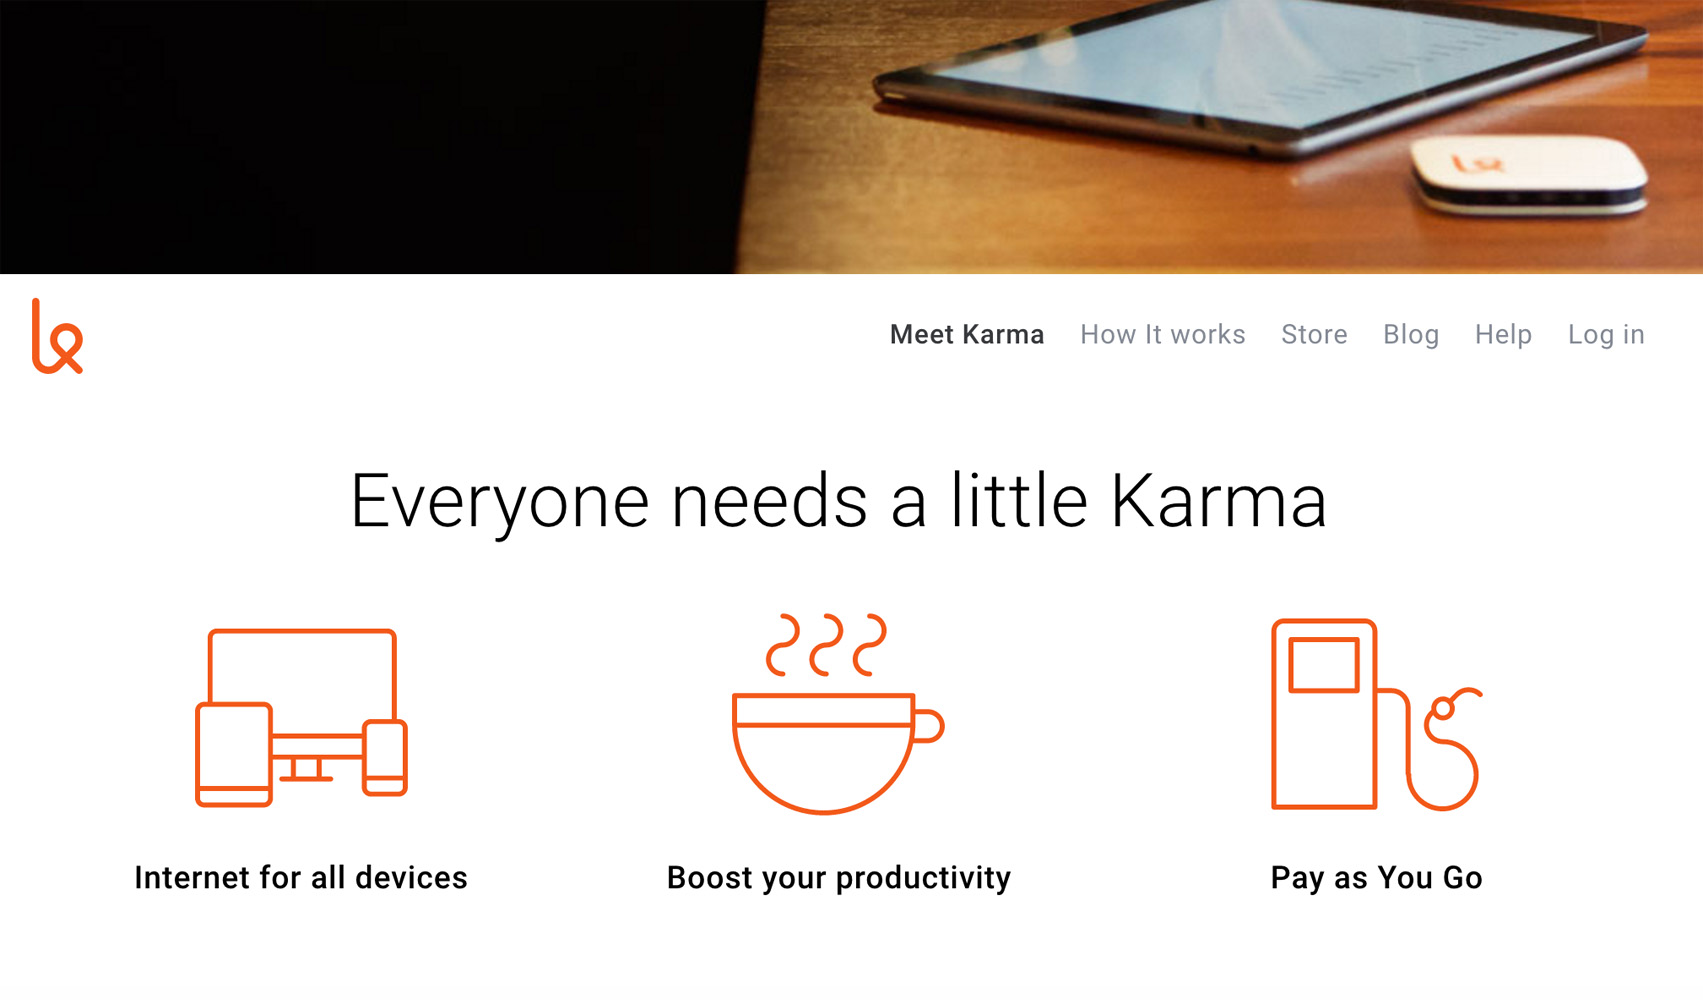 Meet Karma How It works Store Blog Help Log in
Everyone needs a little Karma
Internet for all devices Boost your productivity Pay as You Go